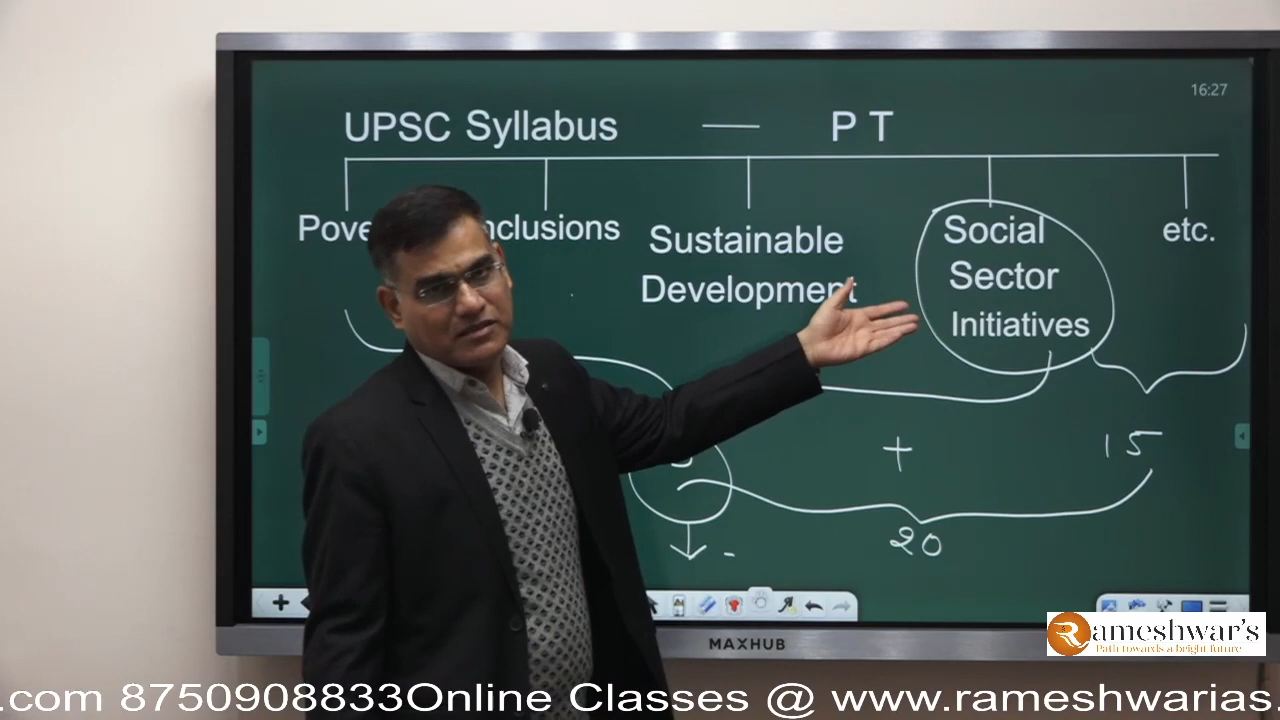 16:27
UPSC Syllabus — P T
Pove nclusions Sustainable Development Social Sector Initiatives etc.
+ 15
20
MAXHUB
Rameshwar's
Path towards a bright future
.com 8750908833Online Classes @ www.rameshwarias.